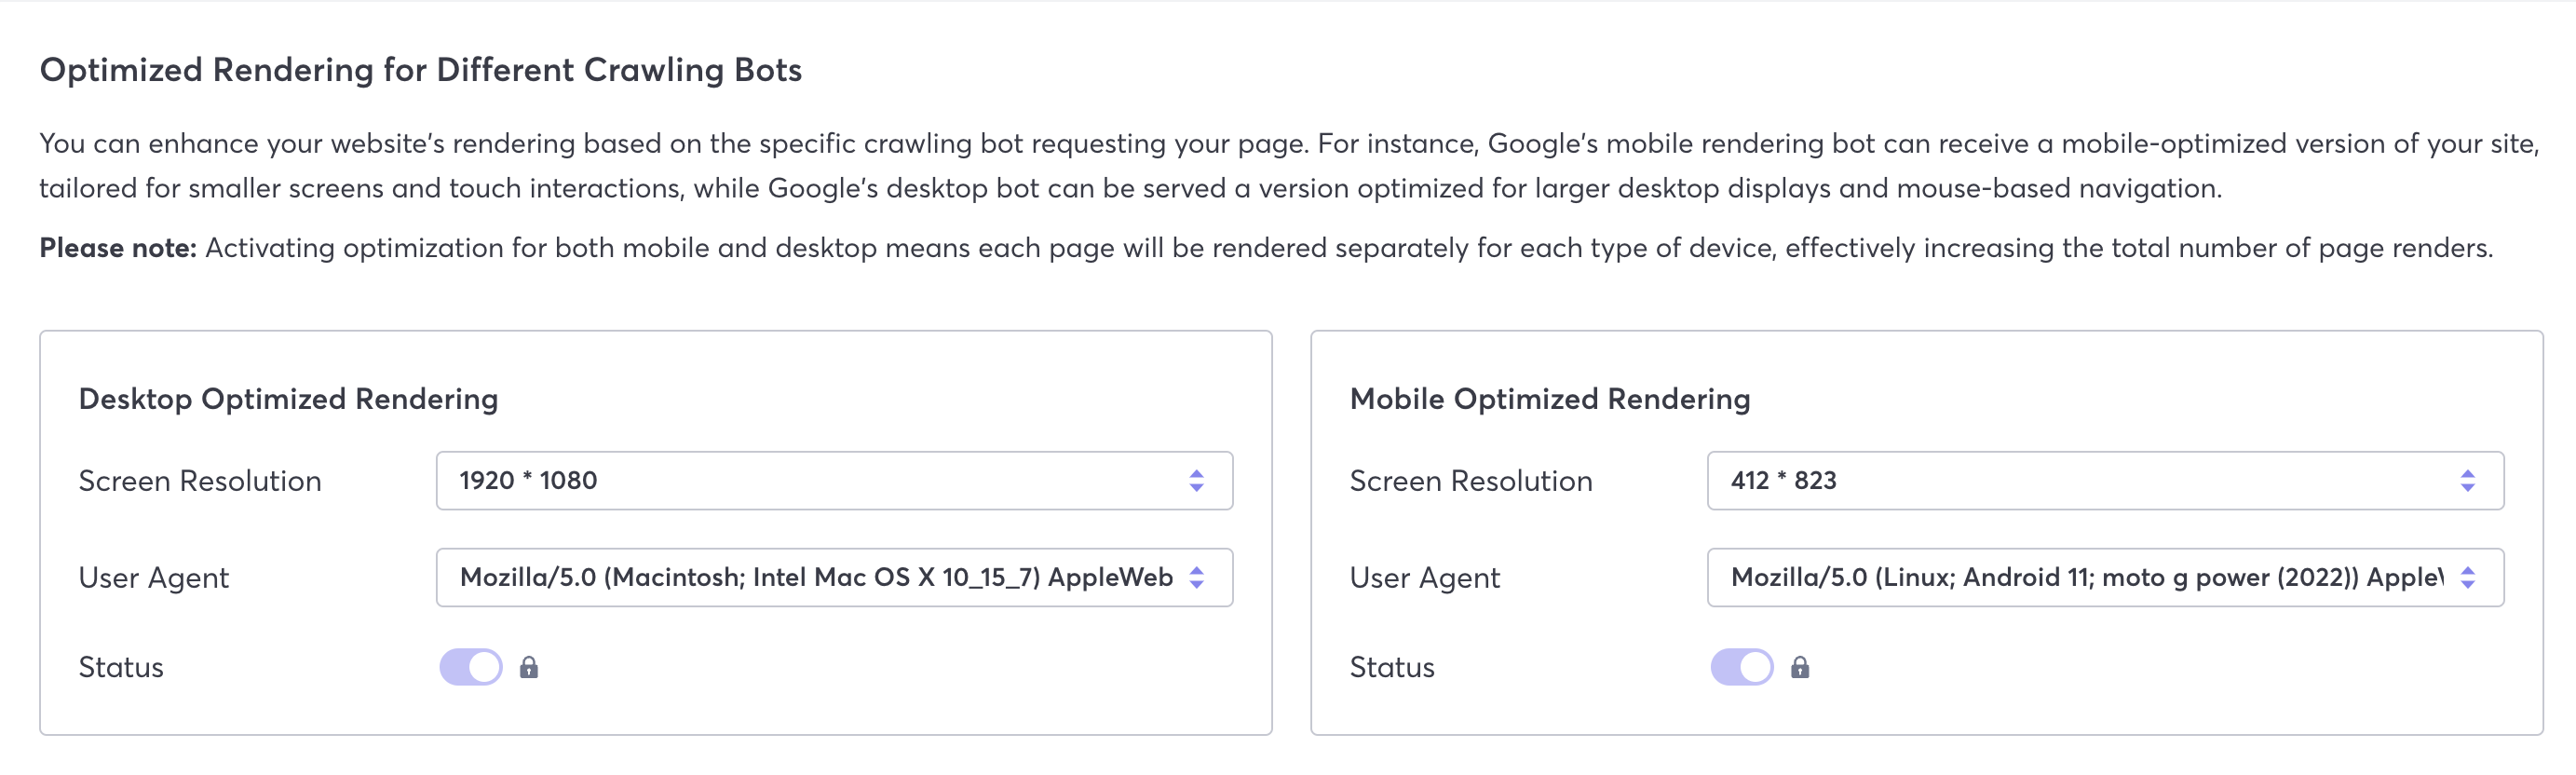 Optimized Rendering for Different Crawling Bots
You can enhance your website's rendering based on the specific crawling bot requesting your page. For instance, Google's mobile rendering bot can receive a mobile-optimized version of your site,
tailored for smaller screens and touch interactions, while Google's desktop bot can be served a version optimized for larger desktop displays and mouse-based navigation.
Please note: Activating optimization for both mobile and desktop means each page will be rendered separately for each type of device, effectively increasing the total number of page renders.
Desktop Optimized Rendering
Screen Resolution 1920 * 1080
User Agent Mozilla/5.0 (Macintosh; Intel Mac OS X 10_15_7) AppleWeb
Status
Mobile Optimized Rendering
Screen Resolution 412 * 823
User Agent Mozilla/5.0 (Linux; Android 11; moto g power (2022)) Apple
Status